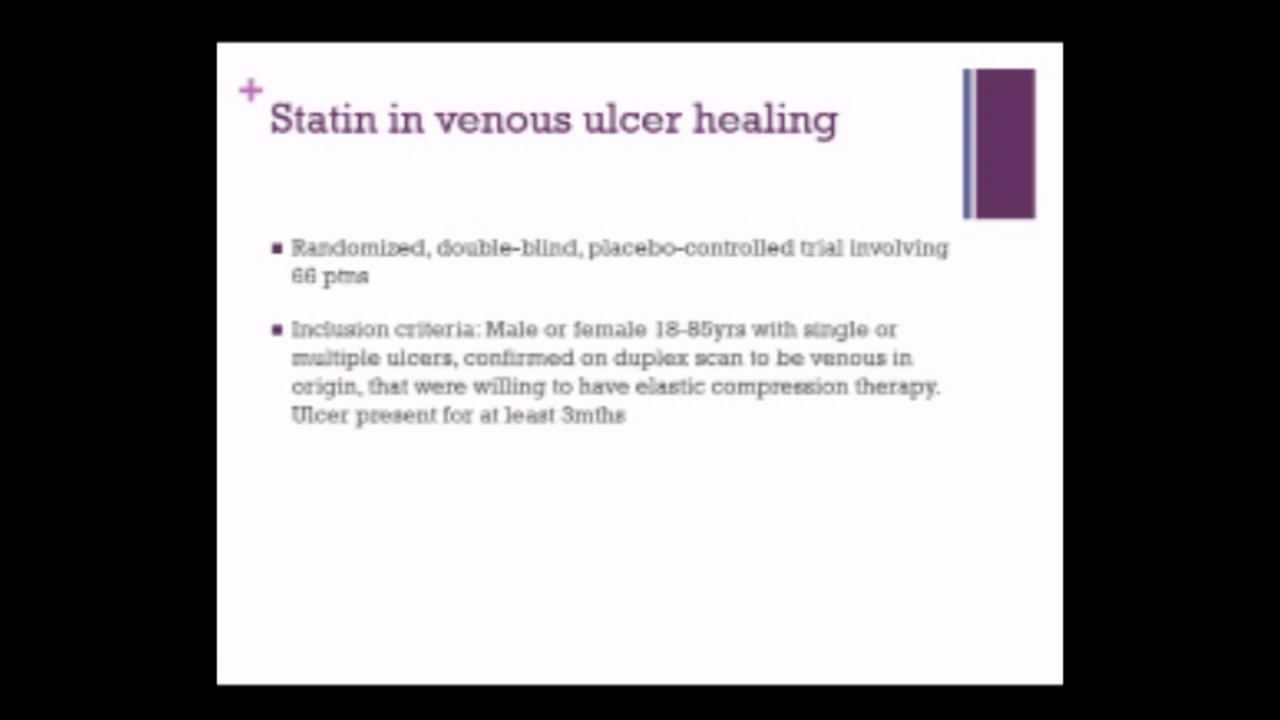 Statin in venous ulcer healing
Randomized, double-blind, placebo-controlled trial involving
66 ptns
Inclusion criteria: Male or female 18-85yrs with single or
multiple ulcers, confirmed on duplex scan to be venous in
origin, that were willing to have elastic compression therapy.
Ulcer present for at least 3mths